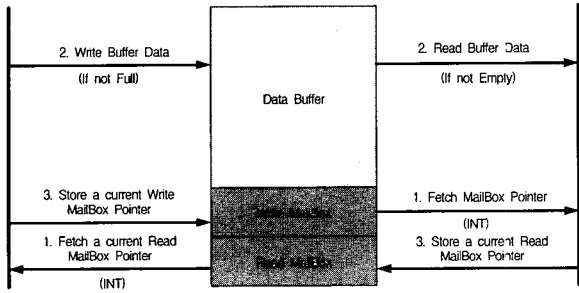 2. Write Buffer Data
(If not Full)
Data Buffer
2. Read Buffer Data
(If not Empty)
3. Store a current Write
MailBox Pointer
Write MailBox
1. Fetch MailBox Pointer
(INT)
1. Fetch a current Read
MailBox Pointer
(INT)
Read MailBox
3. Store a current Read
MailBox Pointer